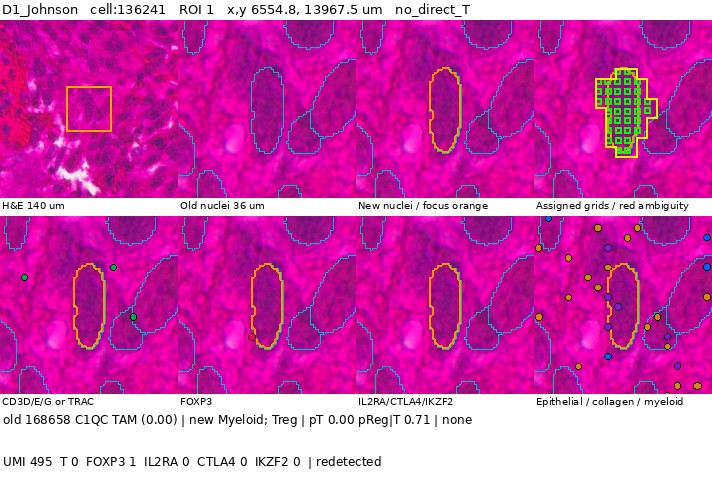 D1_Johnson cell:136241 ROI 1 x,y 6554.8, 13967.5 um no_direct_T
H&E 140 um
Old nuclei 36 um
New nuclei / focus orange
Assigned grids / red ambiguity
CD3D/E/G or TRAC
FOXP3
IL2RA/CTLA4/IKZF2
Epithelial / collagen / myeloid
old 168658 C1QC TAM (0.00) | new Myeloid; Treg | pT 0.00 pReg|T 0.71 | none
UMI 495 T 0 FOXP3 1 IL2RA 0 CTLA4 0 IKZF2 0 | redetected